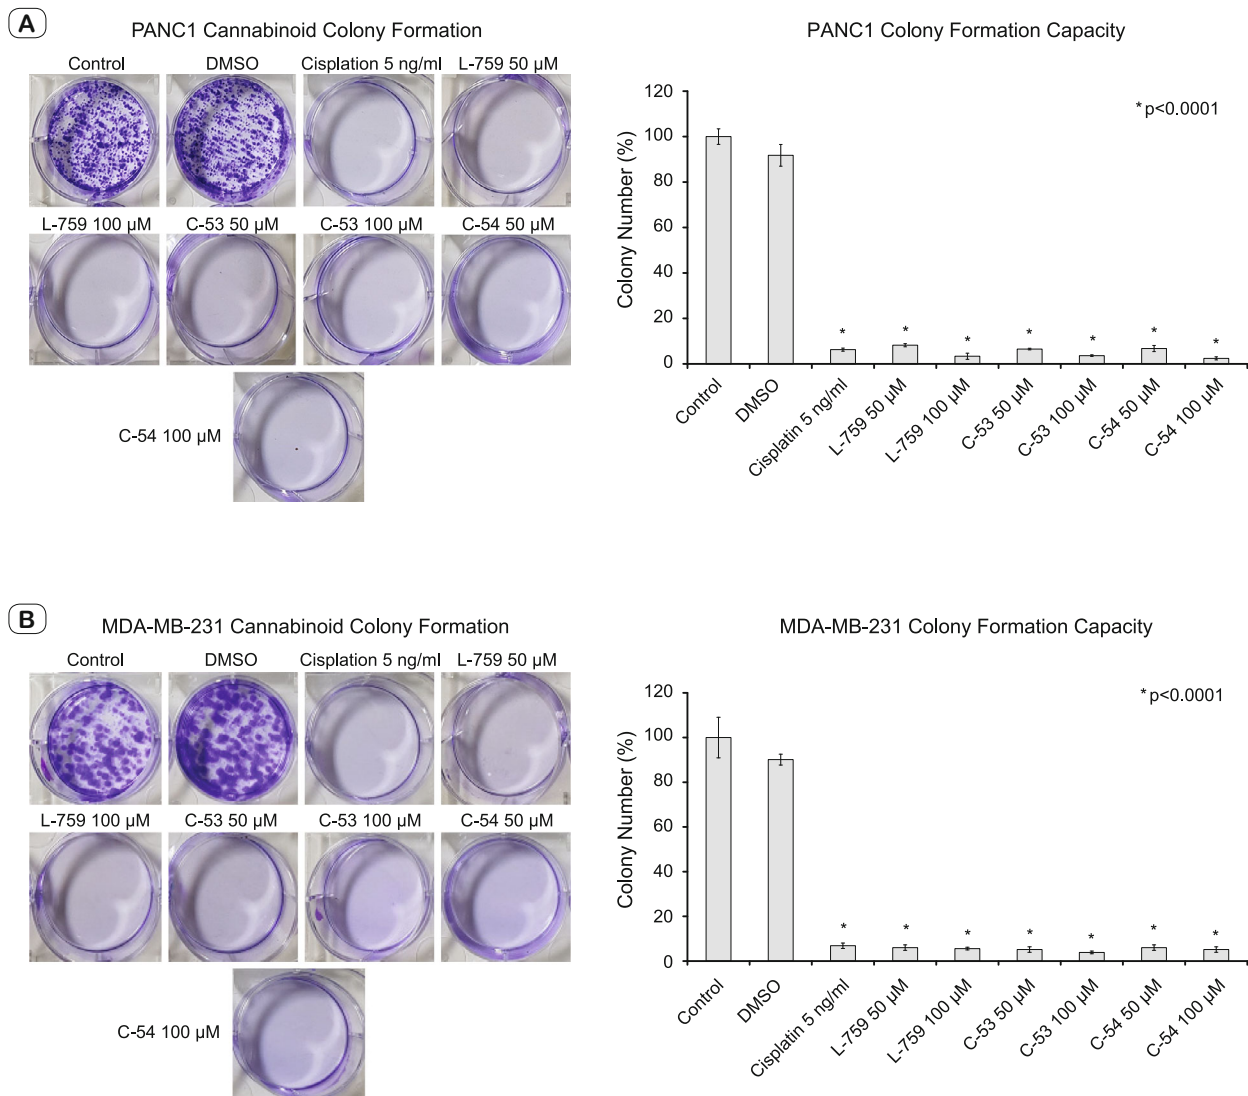 A
PANC1 Cannabinoid Colony Formation
Control
DMSO
Cisplation 5 ng/ml
L-759 50 µM
L-759 100 µM
C-53 50 µM
C-53 100 µM
C-54 50 µM
C-54 100 µM
PANC1 Colony Formation Capacity
*p<0.0001
Colony Number (%)
120
100
80
60
40
20
0
* * * * * * *
Control
DMSO
Cisplatin 5 ng/ml
L-759 50 µM
L-759 100 µM
C-53 50 µM
C-53 100 µM
C-54 50 µM
C-54 100 µM
B
MDA-MB-231 Cannabinoid Colony Formation
Control
DMSO
Cisplation 5 ng/ml
L-759 50 µM
L-759 100 µM
C-53 50 µM
C-53 100 µM
C-54 50 µM
C-54 100 µM
MDA-MB-231 Colony Formation Capacity
*p<0.0001
Colony Number (%)
120
100
80
60
40
20
0
* * * * * * *
Control
DMSO
Cisplatin 5 ng/ml
L-759 50 µM
L-759 100 µM
C-53 50 µM
C-53 100 µM
C-54 50 µM
C-54 100 µM